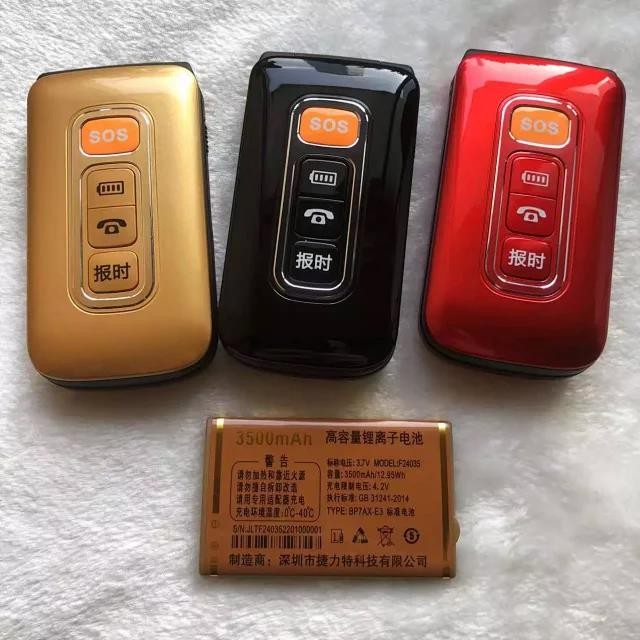 SOS
报时
SOS
报时
SOS
报时
3500mAh 高容量锂离子电池
警告
请勿加热和靠近火源
请勿擅自拆卸改造
请用专用适配器充电
充电环境温度:0℃-40℃
S/N:JLTF240352201000001
标称电压: 3.7V MODEL:F24035
容量: 3500mAh/12.95Wh
充电限制电压: 4.2V
执行标准: GB 31241-2014
TYPE: BP7AX-E3 标准电池
制造商: 深圳市捷力特科技有限公司